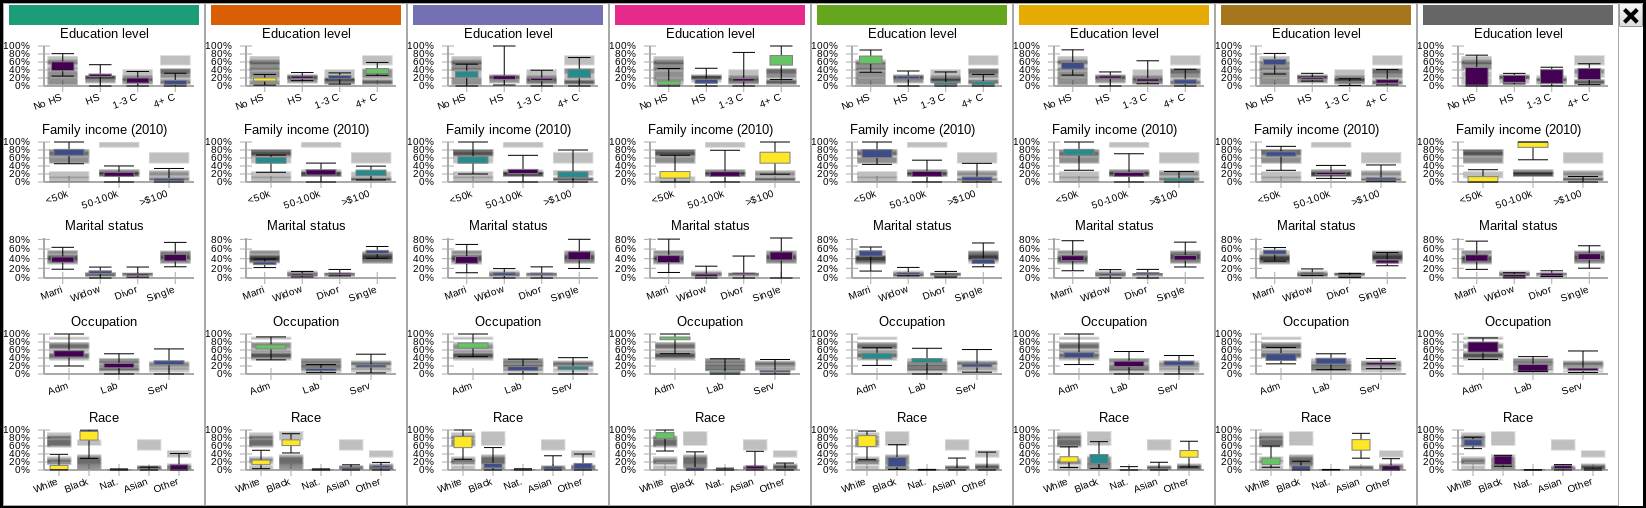 Education level Education level Education level Education level Education level Education level Education level Education level
100% 100% 100% 100% 100% 100% 100% 100%
80% 80% 80% 80% 80% 80% 80% 80%
60% 60% 60% 60% 60% 60% 60% 60%
40% 40% 40% 40% 40% 40% 40% 40%
20% 20% 20% 20% 20% 20% 20% 20%
0% 0% 0% 0% 0% 0% 0% 0%
No HS HS 1-3 C 4+ C No HS HS 1-3 C 4+ C No HS HS 1-3 C 4+ C No HS HS 1-3 C 4+ C No HS HS 1-3 C 4+ C No HS HS 1-3 C 4+ C No HS HS 1-3 C 4+ C No HS HS 1-3 C 4+ C
Family income (2010) Family income (2010) Family income (2010) Family income (2010) Family income (2010) Family income (2010) Family income (2010) Family income (2010)
100% 100% 100% 100% 100% 100% 100% 100%
80% 80% 80% 80% 80% 80% 80% 80%
60% 60% 60% 60% 60% 60% 60% 60%
40% 40% 40% 40% 40% 40% 40% 40%
20% 20% 20% 20% 20% 20% 20% 20%
0% 0% 0% 0% 0% 0% 0% 0%
<50k 50-100k >$100 <50k 50-100k >$100 <50k 50-100k >$100 <50k 50-100k >$100 <50k 50-100k >$100 <50k 50-100k >$100 <50k 50-100k >$100 <50k 50-100k >$100
Marital status Marital status Marital status Marital status Marital status Marital status Marital status Marital status
80% 80% 80% 80% 80% 80% 80% 80%
60% 60% 60% 60% 60% 60% 60% 60%
40% 40% 40% 40% 40% 40% 40% 40%
20% 20% 20% 20% 20% 20% 20% 20%
0% 0% 0% 0% 0% 0% 0% 0%
Marri Widow Divor Single Marri Widow Divor Single Marri Widow Divor Single Marri Widow Divor Single Marri Widow Divor Single Marri Widow Divor Single Marri Widow Divor Single Marri Widow Divor Single
Occupation Occupation Occupation Occupation Occupation Occupation Occupation Occupation
100% 100% 100% 100% 100% 100% 100% 100%
80% 80% 80% 80% 80% 80% 80% 80%
60% 60% 60% 60% 60% 60% 60% 60%
40% 40% 40% 40% 40% 40% 40% 40%
20% 20% 20% 20% 20% 20% 20% 20%
0% 0% 0% 0% 0% 0% 0% 0%
Adm Lab Serv Adm Lab Serv Adm Lab Serv Adm Lab Serv Adm Lab Serv Adm Lab Serv Adm Lab Serv Adm Lab Serv
Race Race Race Race Race Race Race Race
100% 100% 100% 100% 100% 100% 100% 100%
80% 80% 80% 80% 80% 80% 80% 80%
60% 60% 60% 60% 60% 60% 60% 60%
40% 40% 40% 40% 40% 40% 40% 40%
20% 20% 20% 20% 20% 20% 20% 20%
0% 0% 0% 0% 0% 0% 0% 0%
White Black Nat. Asian Other White Black Nat. Asian Other White Black Nat. Asian Other White Black Nat. Asian Other White Black Nat. Asian Other White Black Nat. Asian Other White Black Nat. Asian Other White Black Nat. Asian Other